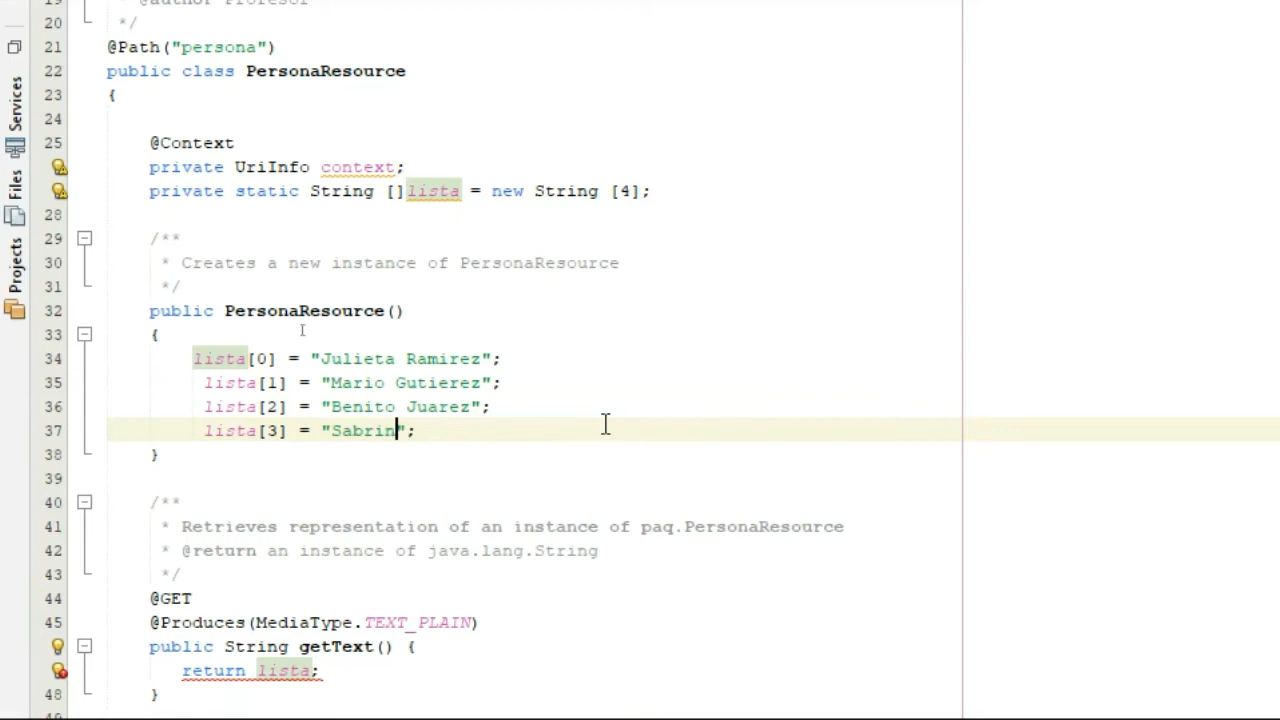 19 * @author Profesor
20 */
21 @Path("persona")
22 public class PersonaResource
23 {
24
25 @Context
private UriInfo context;
private static String []lista = new String [4];
28
29 /**
30 * Creates a new instance of PersonaResource
31 */
32 public PersonaResource()
33 {
34 lista[0] = "Julieta Ramirez";
35 lista[1] = "Mario Gutierez";
36 lista[2] = "Benito Juarez";
37 lista[3] = "Sabrin";
38 }
39
40 /**
41 * Retrieves representation of an instance of paq.PersonaResource
42 * @return an instance of java.lang.String
43 */
44 @GET
45 @Produces(MediaType.TEXT_PLAIN)
public String getText() {
return lista;
48 }
49
Services
Files
Projects